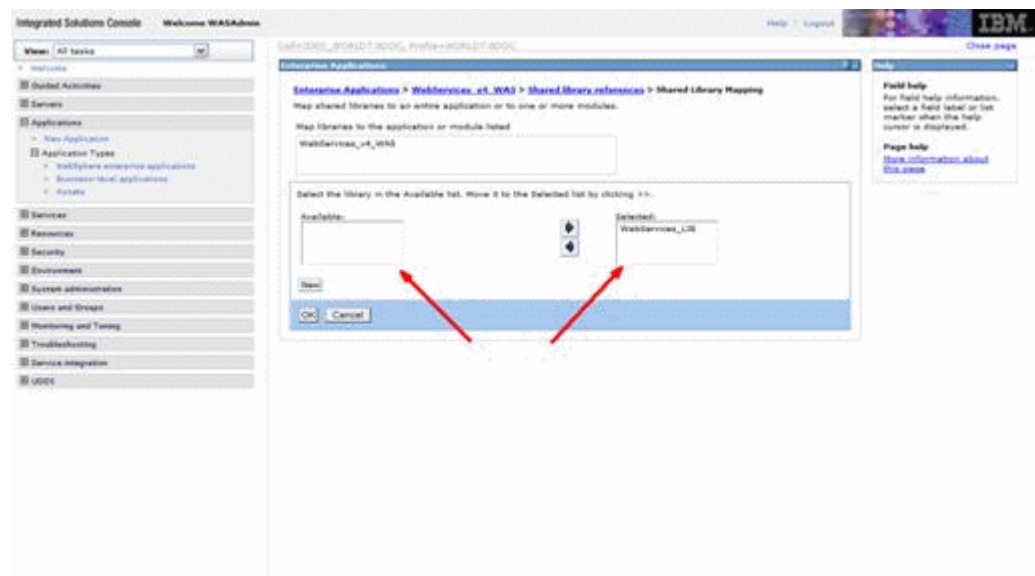 Integrated Solutions Console Welcome WASAdmin
Help | Logout
IBM.
View: All tasks
Welcome
Guided Activities
Servers
Applications
New Application
Application Types
WebSphere enterprise applications
Business-level applications
Assets
Services
Resources
Security
Environment
System administration
Users and Groups
Monitoring and Tuning
Troubleshooting
Service integration
UDDI
Close page
Enterprise Applications
Enterprise Applications > WebServices_v4_WAS > Shared library references > Shared Library Mapping
Map shared libraries to an entire application or to one or more modules.
Map libraries to the application or module listed
WebServices_v4_WAS
Select the library in the Available list. Move it to the Selected list by clicking >>.
Available:
Selected:
WebServices_LIB
New
OK Cancel
Help
Field help
For field help information, select a field label or list marker when the help cursor is displayed.
Page help
More information about this page